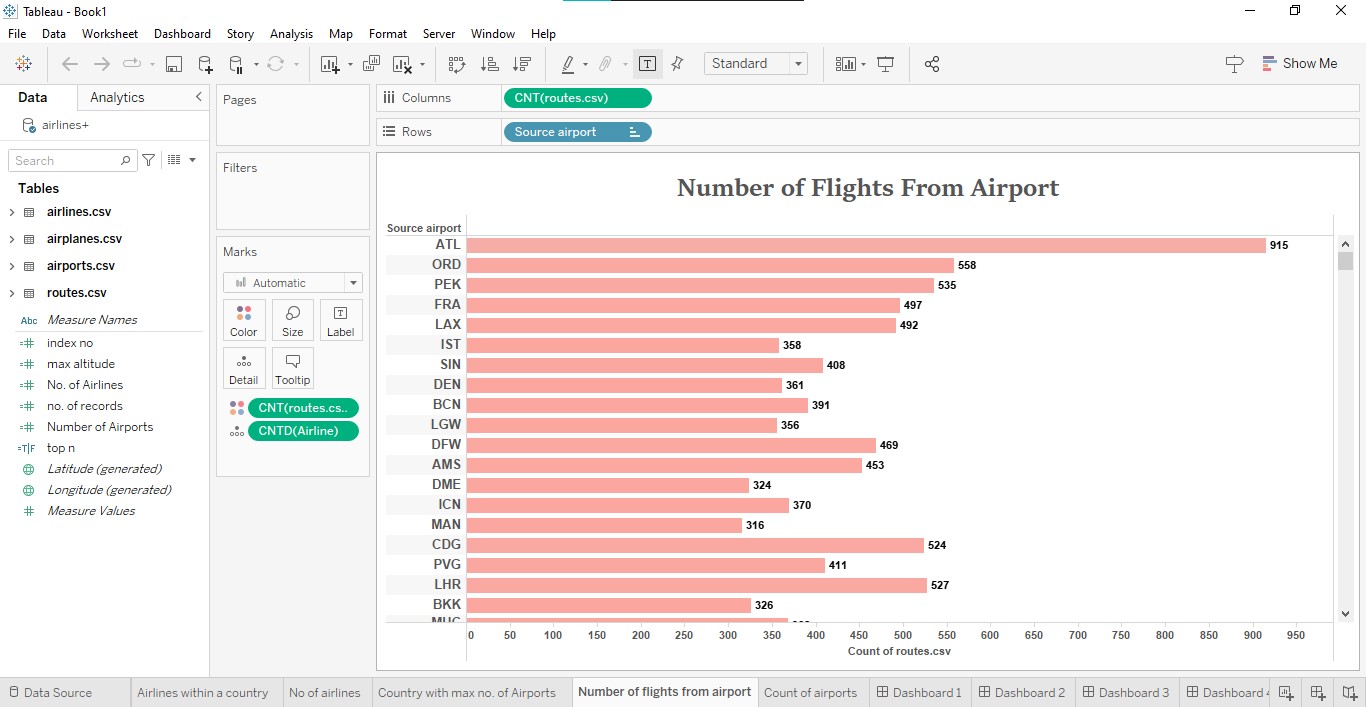 Tableau - Book1
File Data Worksheet Dashboard Story Analysis Map Format Server Window Help
Standard
Show Me
Data Analytics
airlines+
Search
Tables
airlines.csv
airplanes.csv
airports.csv
routes.csv
Abc Measure Names
index no
max altitude
No. of Airlines
no. of records
Number of Airports
=T|F top n
Latitude (generated)
Longitude (generated)
Measure Values
Pages
Filters
Marks
Automatic
Color Size Label
Detail Tooltip
CNT(routes.cs..
CNTD(Airline)
Columns CNT(routes.csv)
Rows Source airport
Number of Flights From Airport
Source airport
ATL 915
ORD 558
PEK 535
FRA 497
LAX 492
IST 358
SIN 408
DEN 361
BCN 391
LGW 356
DFW 469
AMS 453
DME 324
ICN 370
MAN 316
CDG 524
PVG 411
LHR 527
BKK 326
0 50 100 150 200 250 300 350 400 450 500 550 600 650 700 750 800 850 900 950
Count of routes.csv
Data Source Airlines within a country No of airlines Country with max no. of Airports Number of flights from airport Count of airports Dashboard 1 Dashboard 2 Dashboard 3 Dashboard